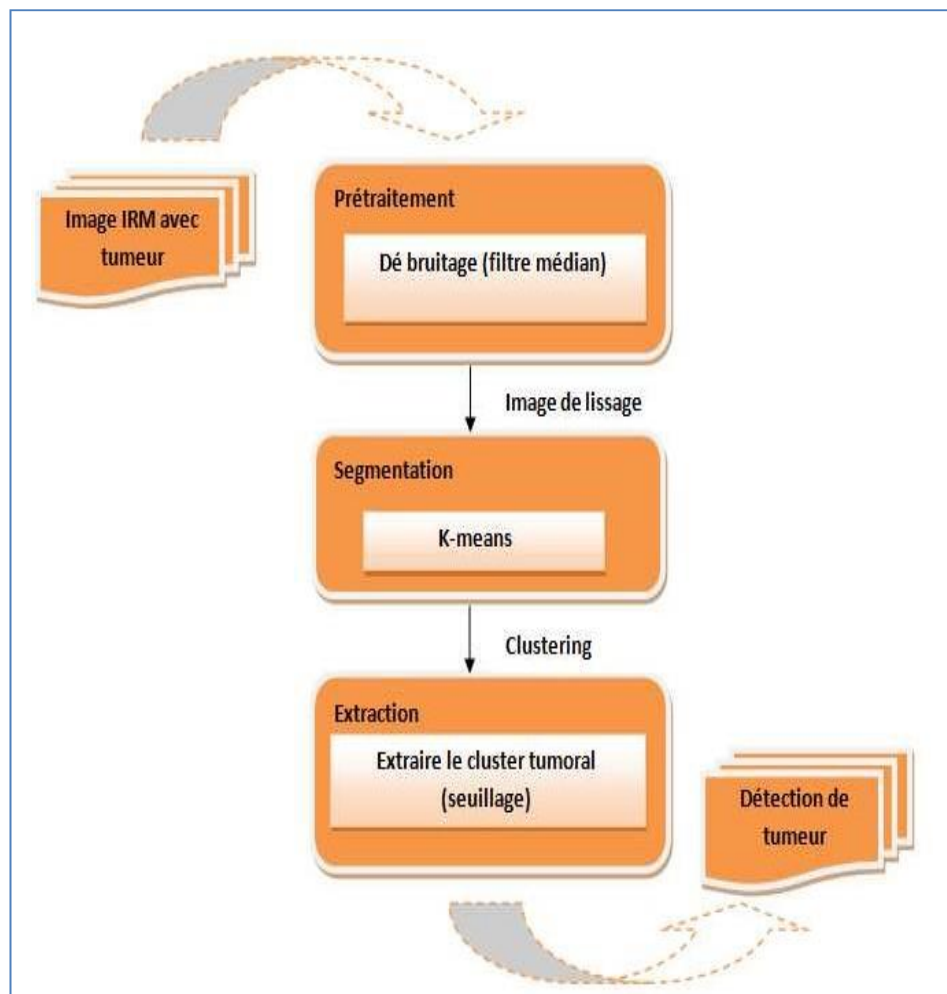 Image IRM avec
tumeur
Prétraitement
Dé bruitage (filtre médian)
Image de lissage
Segmentation
K-means
Clustering
Extraction
Extraire le cluster tumoral
(seuillage)
Détection de
tumeur